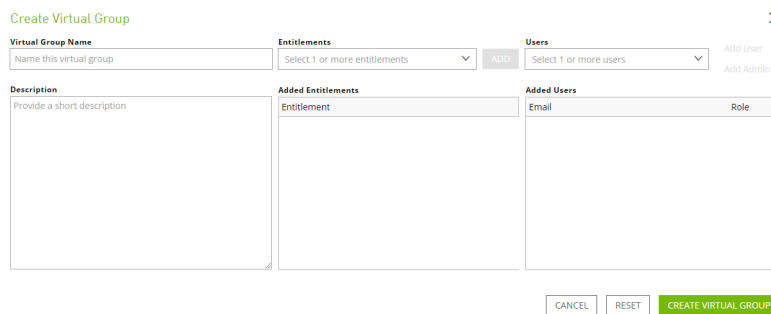 Create Virtual Group
Virtual Group Name
Name this virtual group
Entitlements
Select 1 or more entitlements
ADD
Users
Select 1 or more users
Add User
Add Admin
Description
Provide a short description
Added Entitlements
Entitlement
Added Users
Email Role
CANCEL RESET CREATE VIRTUAL GROUP